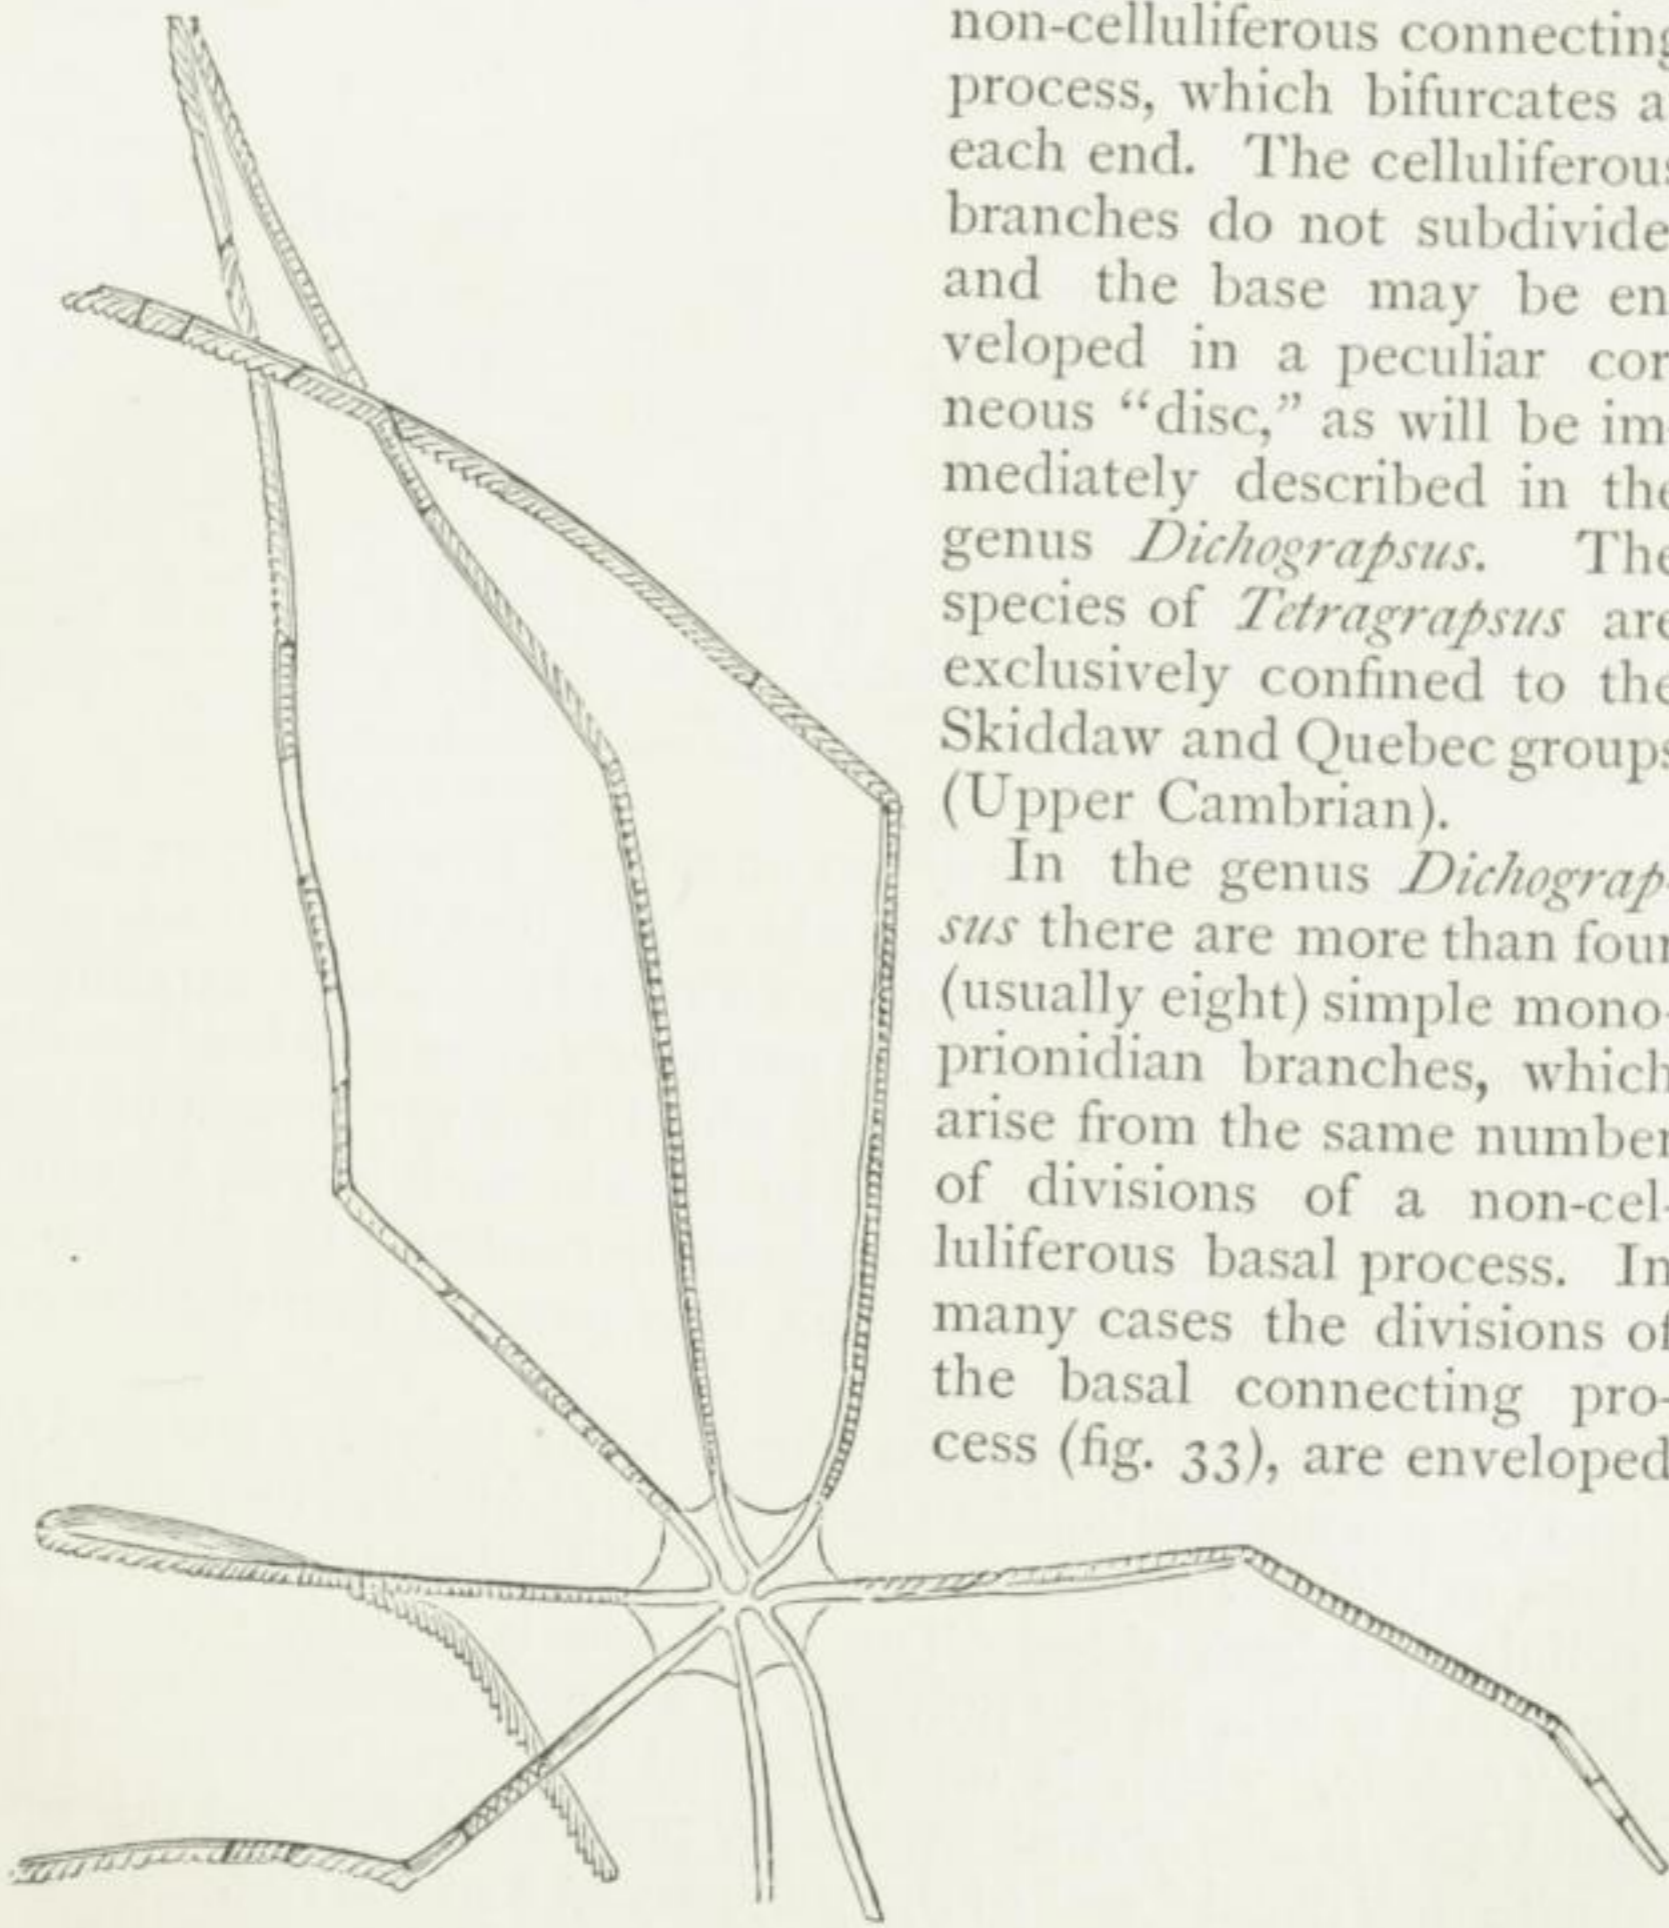 non-celluliferous connecting
process, which bifurcates a
each end. The celluliferous
branches do not subdivide
and the base may be en
veloped in a peculiar cor
neous “disc,” as will be im-
mediately described in the
genus Dichograpsus. The
species of Tetragrapsus are
exclusively confined to the
Skiddaw and Quebec groups
(Upper Cambrian).
In the genus Dichograp-
sus there are more than four
(usually eight) simple mono-
prionidian branches, which
arise from the same number
of divisions of a non-cel-
luliferous basal process. In
many cases the divisions of
the basal connecting pro-
cess (fig. 33), are enveloped